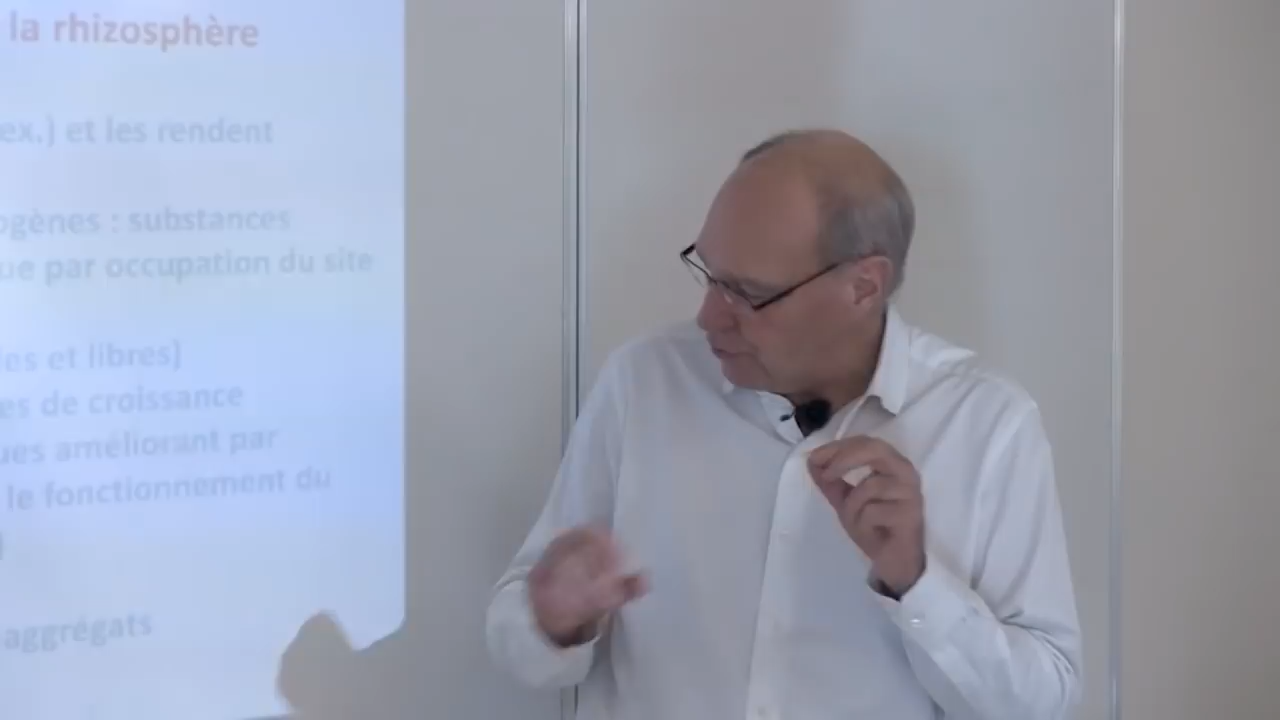 la rhizosphère
ex.) et les rendent
ogènes : substances
ue par occupation du site
les et libres)
es de croissance
ues améliorant par
le fonctionnement du
aggrégats